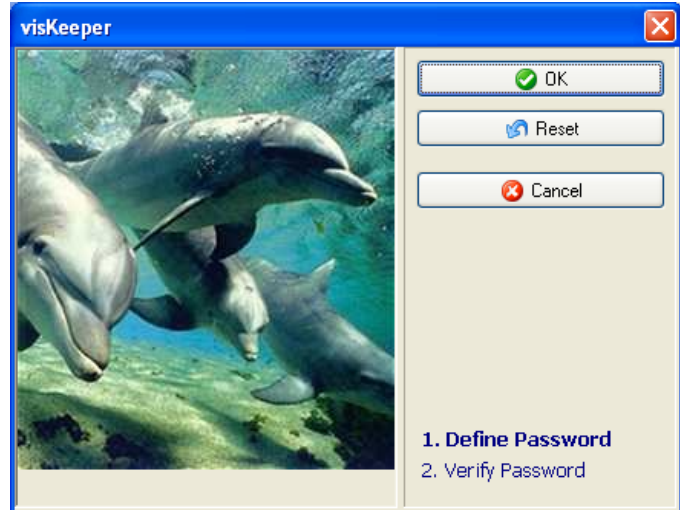 visKeeper
OK
Reset
Cancel
1. Define Password
2. Verify Password